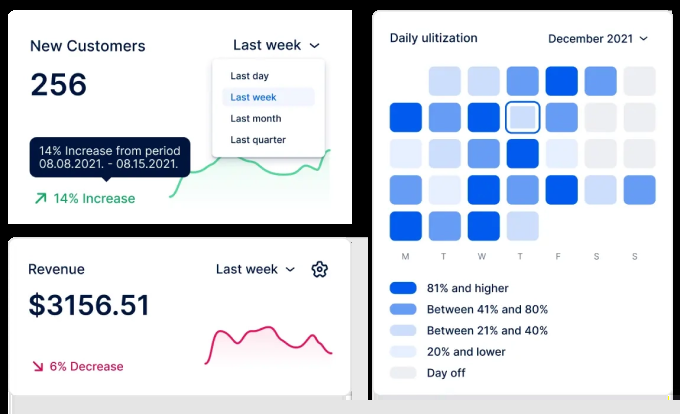 New Customers
Last week
256
Last day
Last week
Last month
Last quarter
14% Increase from period
08.08.2021. - 08.15.2021.
14% Increase
Revenue
Last week
$3156.51
6% Decrease
Daily ulitization
December 2021
M T W T F S S
81% and higher
Between 41% and 80%
Between 21% and 40%
20% and lower
Day off